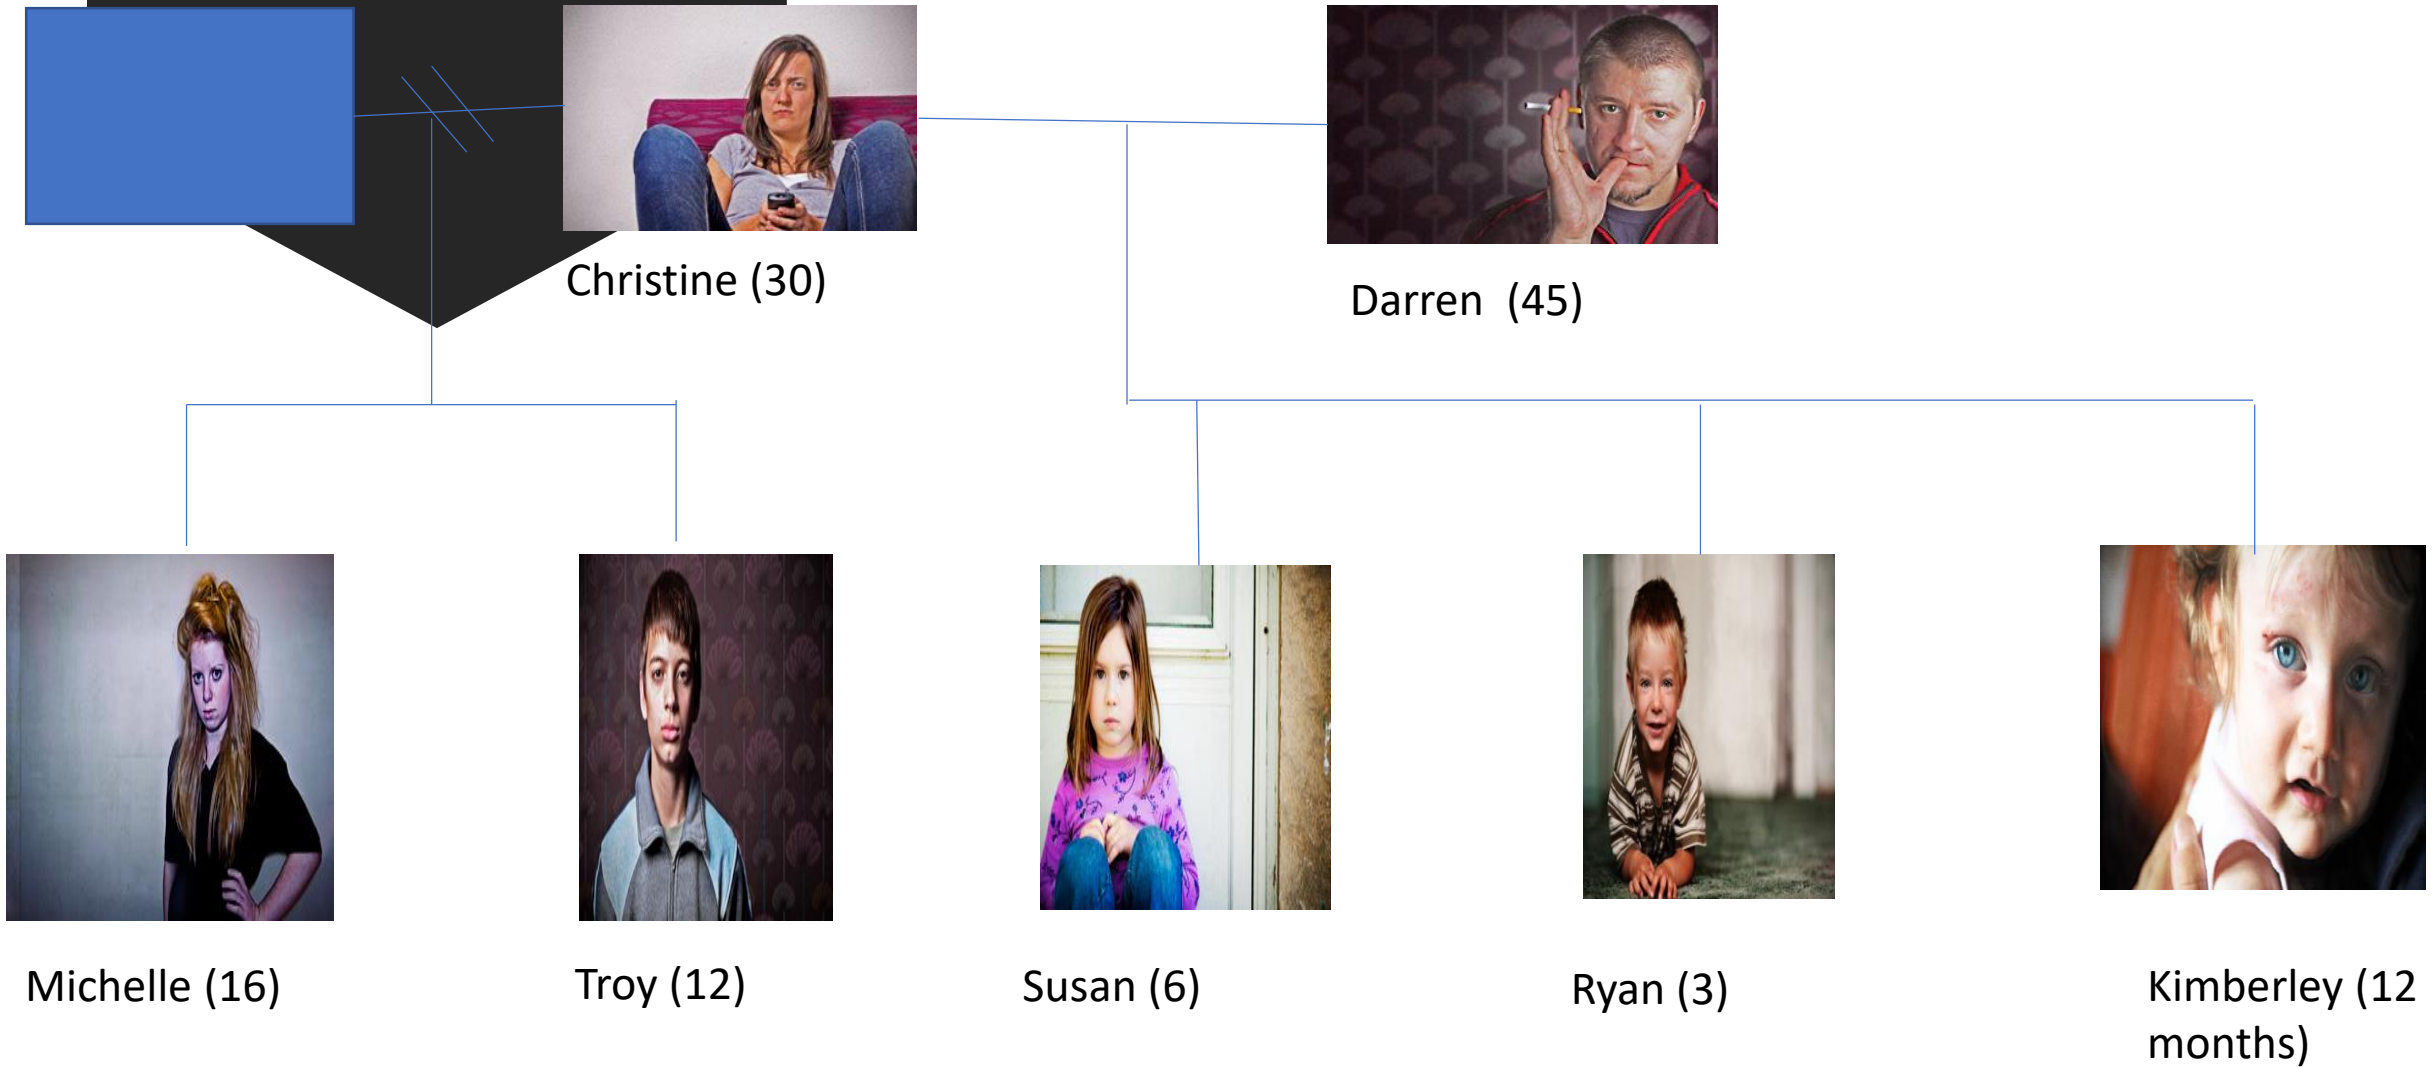 Christine (30)
Darren  (45)
Michelle (16)
Troy (12)
Susan (6)
Ryan (3)
Kimberley (12
months)